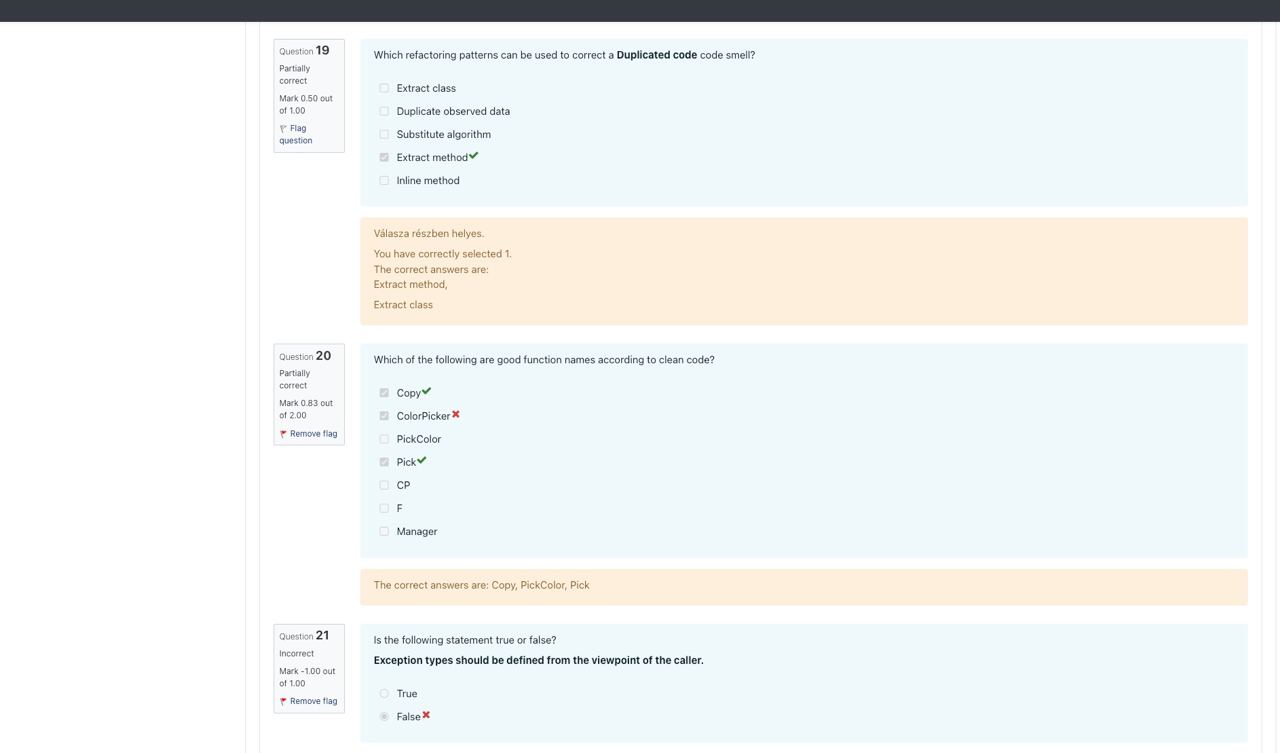 Question 19
Partially
correct
Mark 0.50 out
of 1.00
Flag
question
Which refactoring patterns can be used to correct a Duplicated code code smell?
Extract class
Duplicate observed data
Substitute algorithm
Extract method
Inline method
Válasza részben helyes.
You have correctly selected 1.
The correct answers are:
Extract method,
Extract class
Question 20
Partially
correct
Mark 0.83 out
of 2.00
Remove flag
Which of the following are good function names according to clean code?
Copy
ColorPicker
PickColor
Pick
CP
F
Manager
The correct answers are: Copy, PickColor, Pick
Question 21
Incorrect
Mark -1.00 out
of 1.00
Remove flag
Is the following statement true or false?
Exception types should be defined from the viewpoint of the caller.
True
False